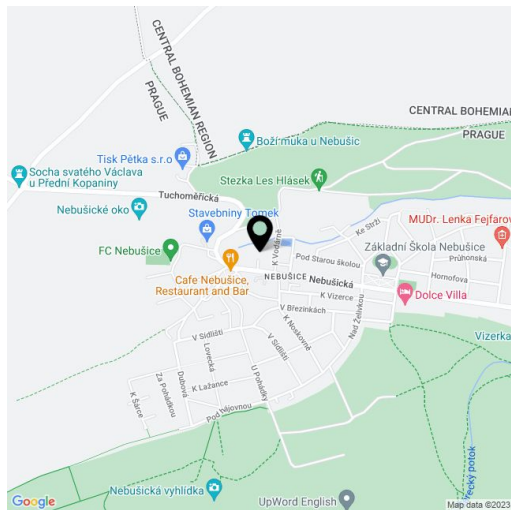 CENTRAL BOHEMIAN REGION
PRAGUE
CENTRAL BOHEMIAN
PRAGUE
Boží muka u Nebušic
Tisk Pětka s.r.o
Socha svatého Václava
u Přední Kopaniny
Stezka Les Hlásek
Tuchoměřická
Nebušické oko
Stavebniny Tomek
Ke Strži
MUDr. Lenka Fejfarov
K Vodárně
Základní Škola Nebušice
FC Nebušice
Pod Starou školou
Průhonská
Cafe Nebušice,
Restaurant and Bar
NEBUŠICE
Nebušická
Hornofova
K Vizerce
Dolce Villa
V Březinkách
V Sídlišti
K Noskovně
Nad Želivkou
Vizerka
Lovecká
V Sídlišti
Za Pohádkou
Dubová
K Lažance
U Pohádky
K Šárce
Pod Hájovnou
Nebušická vyhlídka
UpWord English
ecký potok
Google
Map data ©2023